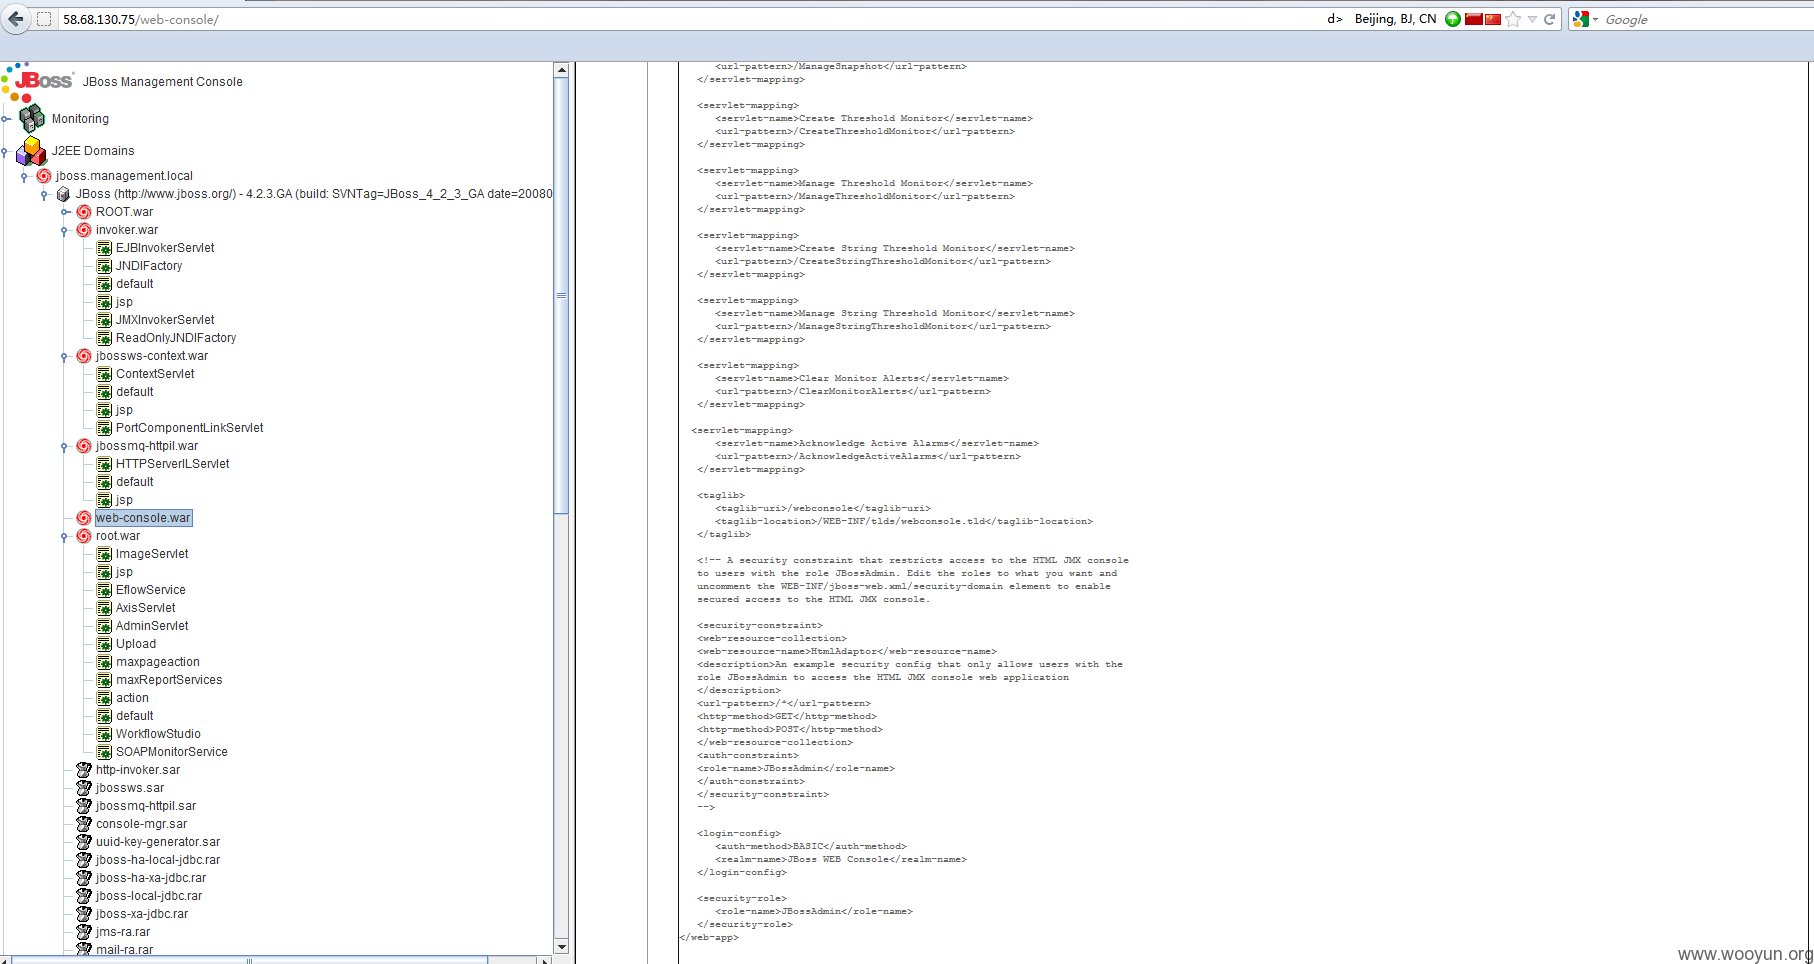 58.68.130.75/web-console/
d> Beijing, BJ, CN
Google
JBoss JBoss Management Console
Monitoring
J2EE Domains
jboss.management.local
JBoss (http://www.jboss.org/) - 4.2.3.GA (build: SVNTag=JBoss_4_2_3_GA date=20080
ROOT.war
invoker.war
EJBInvokerServlet
JNDIFactory
default
jsp
JMXInvokerServlet
ReadOnlyJNDIFactory
jbossws-context.war
ContextServlet
default
jsp
PortComponentLinkServlet
jbossmq-httpil.war
HTTPServerILServlet
default
jsp
web-console.war
root.war
ImageServlet
jsp
EflowService
AxisServlet
AdminServlet
Upload
maxpageaction
maxReportServices
action
default
WorkflowStudio
SOAPMonitorService
http-invoker.sar
jbossws.sar
jbossmq-httpil.sar
console-mgr.sar
uuid-key-generator.sar
jboss-ha-local-jdbc.rar
jboss-ha-xa-jdbc.rar
jboss-local-jdbc.rar
jboss-xa-jdbc.rar
jms-ra.rar
mail-ra.rar
<url-pattern>/ManageSnapshot</url-pattern>
</servlet-mapping>
<servlet-mapping>
<servlet-name>Create Threshold Monitor</servlet-name>
<url-pattern>/CreateThresholdMonitor</url-pattern>
</servlet-mapping>
<servlet-mapping>
<servlet-name>Manage Threshold Monitor</servlet-name>
<url-pattern>/ManageThresholdMonitor</url-pattern>
</servlet-mapping>
<servlet-mapping>
<servlet-name>Create String Threshold Monitor</servlet-name>
<url-pattern>/CreateStringThresholdMonitor</url-pattern>
</servlet-mapping>
<servlet-mapping>
<servlet-name>Manage String Threshold Monitor</servlet-name>
<url-pattern>/ManageStringThresholdMonitor</url-pattern>
</servlet-mapping>
<servlet-mapping>
<servlet-name>Clear Monitor Alerts</servlet-name>
<url-pattern>/ClearMonitorAlerts</url-pattern>
</servlet-mapping>
<servlet-mapping>
<servlet-name>Acknowledge Active Alarms</servlet-name>
<url-pattern>/AcknowledgeActiveAlarms</url-pattern>
</servlet-mapping>
<taglib>
<taglib-uri>/webconsole</taglib-uri>
<taglib-location>/WEB-INF/tlds/webconsole.tld</taglib-location>
</taglib>
<!-- A security constraint that restricts access to the HTML JMX console
to users with the role JBossAdmin. Edit the roles to what you want and
uncomment the WEB-INF/jboss-web.xml/security-domain element to enable
secured access to the HTML JMX console.
<security-constraint>
<web-resource-collection>
<web-resource-name>HtmlAdaptor</web-resource-name>
<description>An example security config that only allows users with the
role JBossAdmin to access the HTML JMX console web application
</description>
<url-pattern>/*</url-pattern>
<http-method>GET</http-method>
<http-method>POST</http-method>
</web-resource-collection>
<auth-constraint>
<role-name>JBossAdmin</role-name>
</auth-constraint>
</security-constraint>
-->
<login-config>
<auth-method>BASIC</auth-method>
<realm-name>JBoss WEB Console</realm-name>
</login-config>
<security-role>
<role-name>JBossAdmin</role-name>
</security-role>
</web-app>
www.wooyun.org